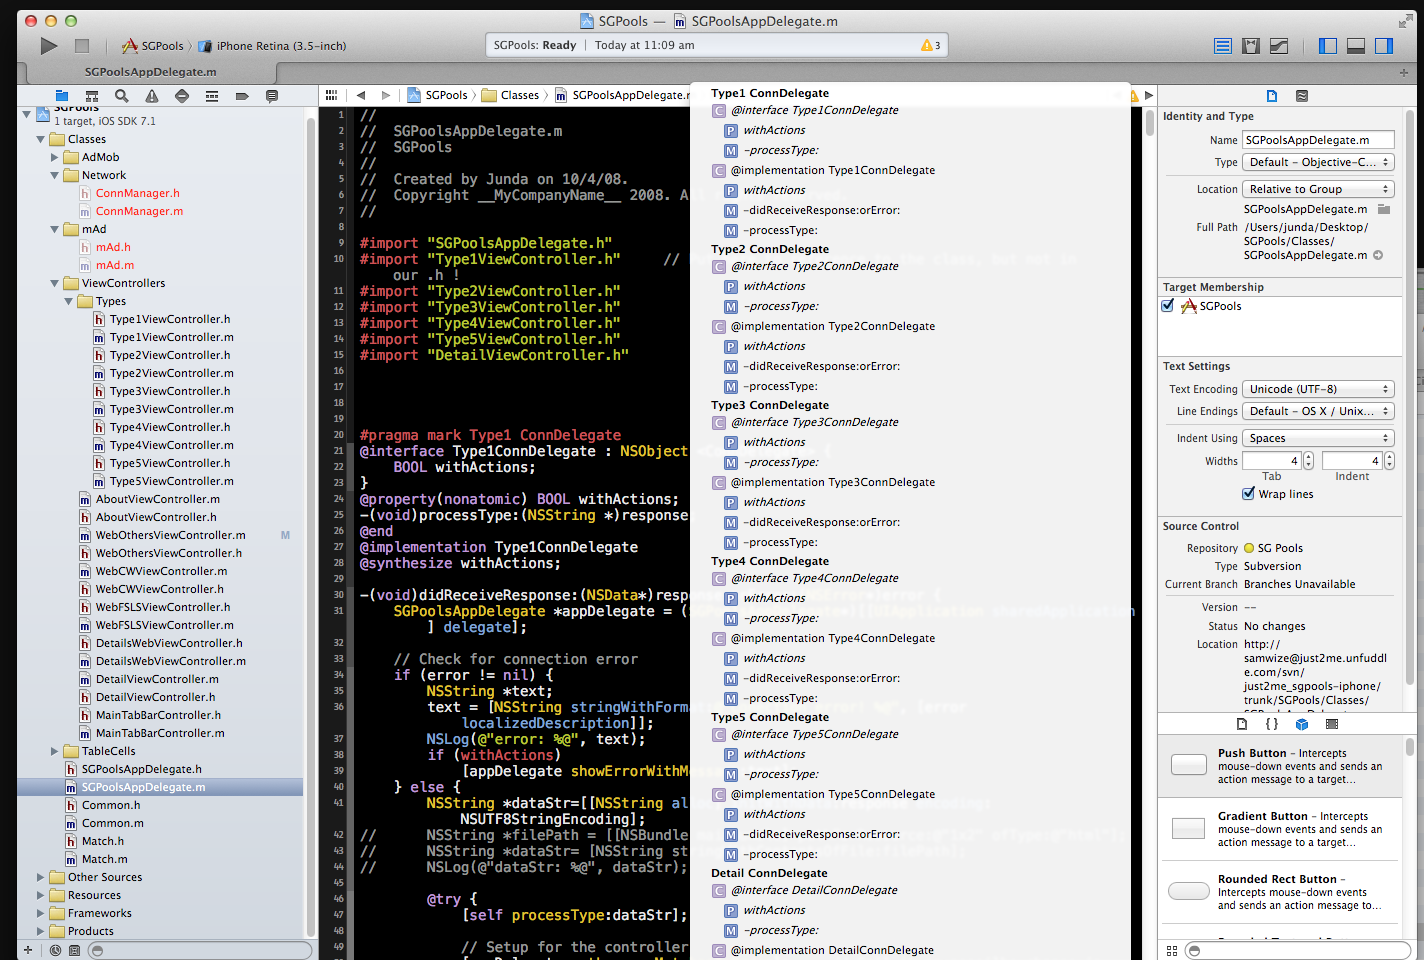 SGPools — SGPoolsAppDelegate.m
SGPools 〉 iPhone Retina (3.5-inch)
SGPools: Ready | Today at 11:09 am
3
SGPoolsAppDelegate.m
SGPools
1 target, iOS SDK 7.1
Classes
AdMob
Network
ConnManager.h
ConnManager.m
mAd
mAd.h
mAd.m
ViewControllers
Types
Type1ViewController.h
Type1ViewController.m
Type2ViewController.h
Type2ViewController.m
Type3ViewController.h
Type3ViewController.m
Type4ViewController.h
Type4ViewController.m
Type5ViewController.h
Type5ViewController.m
AboutViewController.m
AboutViewController.h
WebOthersViewController.m M
WebOthersViewController.h
WebCWViewController.m
WebCWViewController.h
WebFSLSViewController.h
WebFSLSViewController.m
DetailsWebViewController.h
DetailsWebViewController.m
DetailViewController.m
DetailViewController.h
MainTabBarController.h
MainTabBarController.m
TableCells
SGPoolsAppDelegate.h
SGPoolsAppDelegate.m
Common.h
Common.m
Match.h
Match.m
Other Sources
Resources
Frameworks
Products
SGPools 〉 Classes 〉 SGPoolsAppDelegate.m
1 //
2 //  SGPoolsAppDelegate.m
3 //  SGPools
4 //
5 //  Created by Junda on 10/4/08.
6 //  Copyright __MyCompanyName__ 2008. A
7 //
8
9 #import "SGPoolsAppDelegate.h"
10 #import "Type1ViewController.h"     //
our .h !
11 #import "Type2ViewController.h"
12 #import "Type3ViewController.h"
13 #import "Type4ViewController.h"
14 #import "Type5ViewController.h"
15 #import "DetailViewController.h"
16
17
18
19
20 #pragma mark Type1 ConnDelegate
21 @interface Type1ConnDelegate : NSObject
22 BOOL withActions;
23 }
24 @property(nonatomic) BOOL withActions;
25 -(void)processType:(NSString *)response
26 @end
27 @implementation Type1ConnDelegate
28 @synthesize withActions;
29
30 -(void)didReceiveResponse:(NSData*)resp
31 SGPoolsAppDelegate *appDelegate = (
] delegate];
32
33 // Check for connection error
34 if (error != nil) {
35 NSString *text;
36 text = [NSString stringWithForma
localizedDescription]];
37 NSLog(@"error: %@", text);
38 if (withActions)
39 [appDelegate showErrorWithM
40 } else {
41 NSString *dataStr=[[NSString al
NSUTF8StringEncoding];
42 //      NSString *filePath = [[NSBundle
43 //      NSString *dataStr= [NSString st
44 //      NSLog(@"dataStr: %@", dataStr);
45
46 @try {
47 [self processType:dataStr];
48
49 // Setup for the controller
Type1 ConnDelegate
C @interface Type1ConnDelegate
P withActions
M -processType:
C @implementation Type1ConnDelegate
P withActions
M -didReceiveResponse:orError:
M -processType:
Type2 ConnDelegate
C @interface Type2ConnDelegate
P withActions
M -processType:
C @implementation Type2ConnDelegate
P withActions
M -didReceiveResponse:orError:
M -processType:
Type3 ConnDelegate
C @interface Type3ConnDelegate
P withActions
M -processType:
C @implementation Type3ConnDelegate
P withActions
M -didReceiveResponse:orError:
M -processType:
Type4 ConnDelegate
C @interface Type4ConnDelegate
P withActions
M -processType:
C @implementation Type4ConnDelegate
P withActions
M -didReceiveResponse:orError:
M -processType:
Type5 ConnDelegate
C @interface Type5ConnDelegate
P withActions
M -processType:
C @implementation Type5ConnDelegate
P withActions
M -didReceiveResponse:orError:
M -processType:
Detail ConnDelegate
C @interface DetailConnDelegate
P withActions
M -processType:
C @implementation DetailConnDelegate
Identity and Type
Name SGPoolsAppDelegate.m
Type Default - Objective-C...
Location Relative to Group
SGPoolsAppDelegate.m
Full Path /Users/junda/Desktop/
SGPools/Classes/
SGPoolsAppDelegate.m
Target Membership
SGPools
Text Settings
Text Encoding Unicode (UTF-8)
Line Endings Default - OS X / Unix...
Indent Using Spaces
Widths 4 4
Tab Indent
Wrap lines
Source Control
Repository SG Pools
Type Subversion
Current Branch Branches Unavailable
Version --
Status No changes
Location http://
samwize@just2me.unfuddl
e.com/svn/
just2me_sgpools-iphone/
trunk/SGPools/Classes/
{ }
Push Button - Intercepts
mouse-down events and sends an
action message to a target...
Gradient Button - Intercepts
mouse-down events and sends an
action message to a target...
Rounded Rect Button -
Intercepts mouse-down events
and sends an action message to...